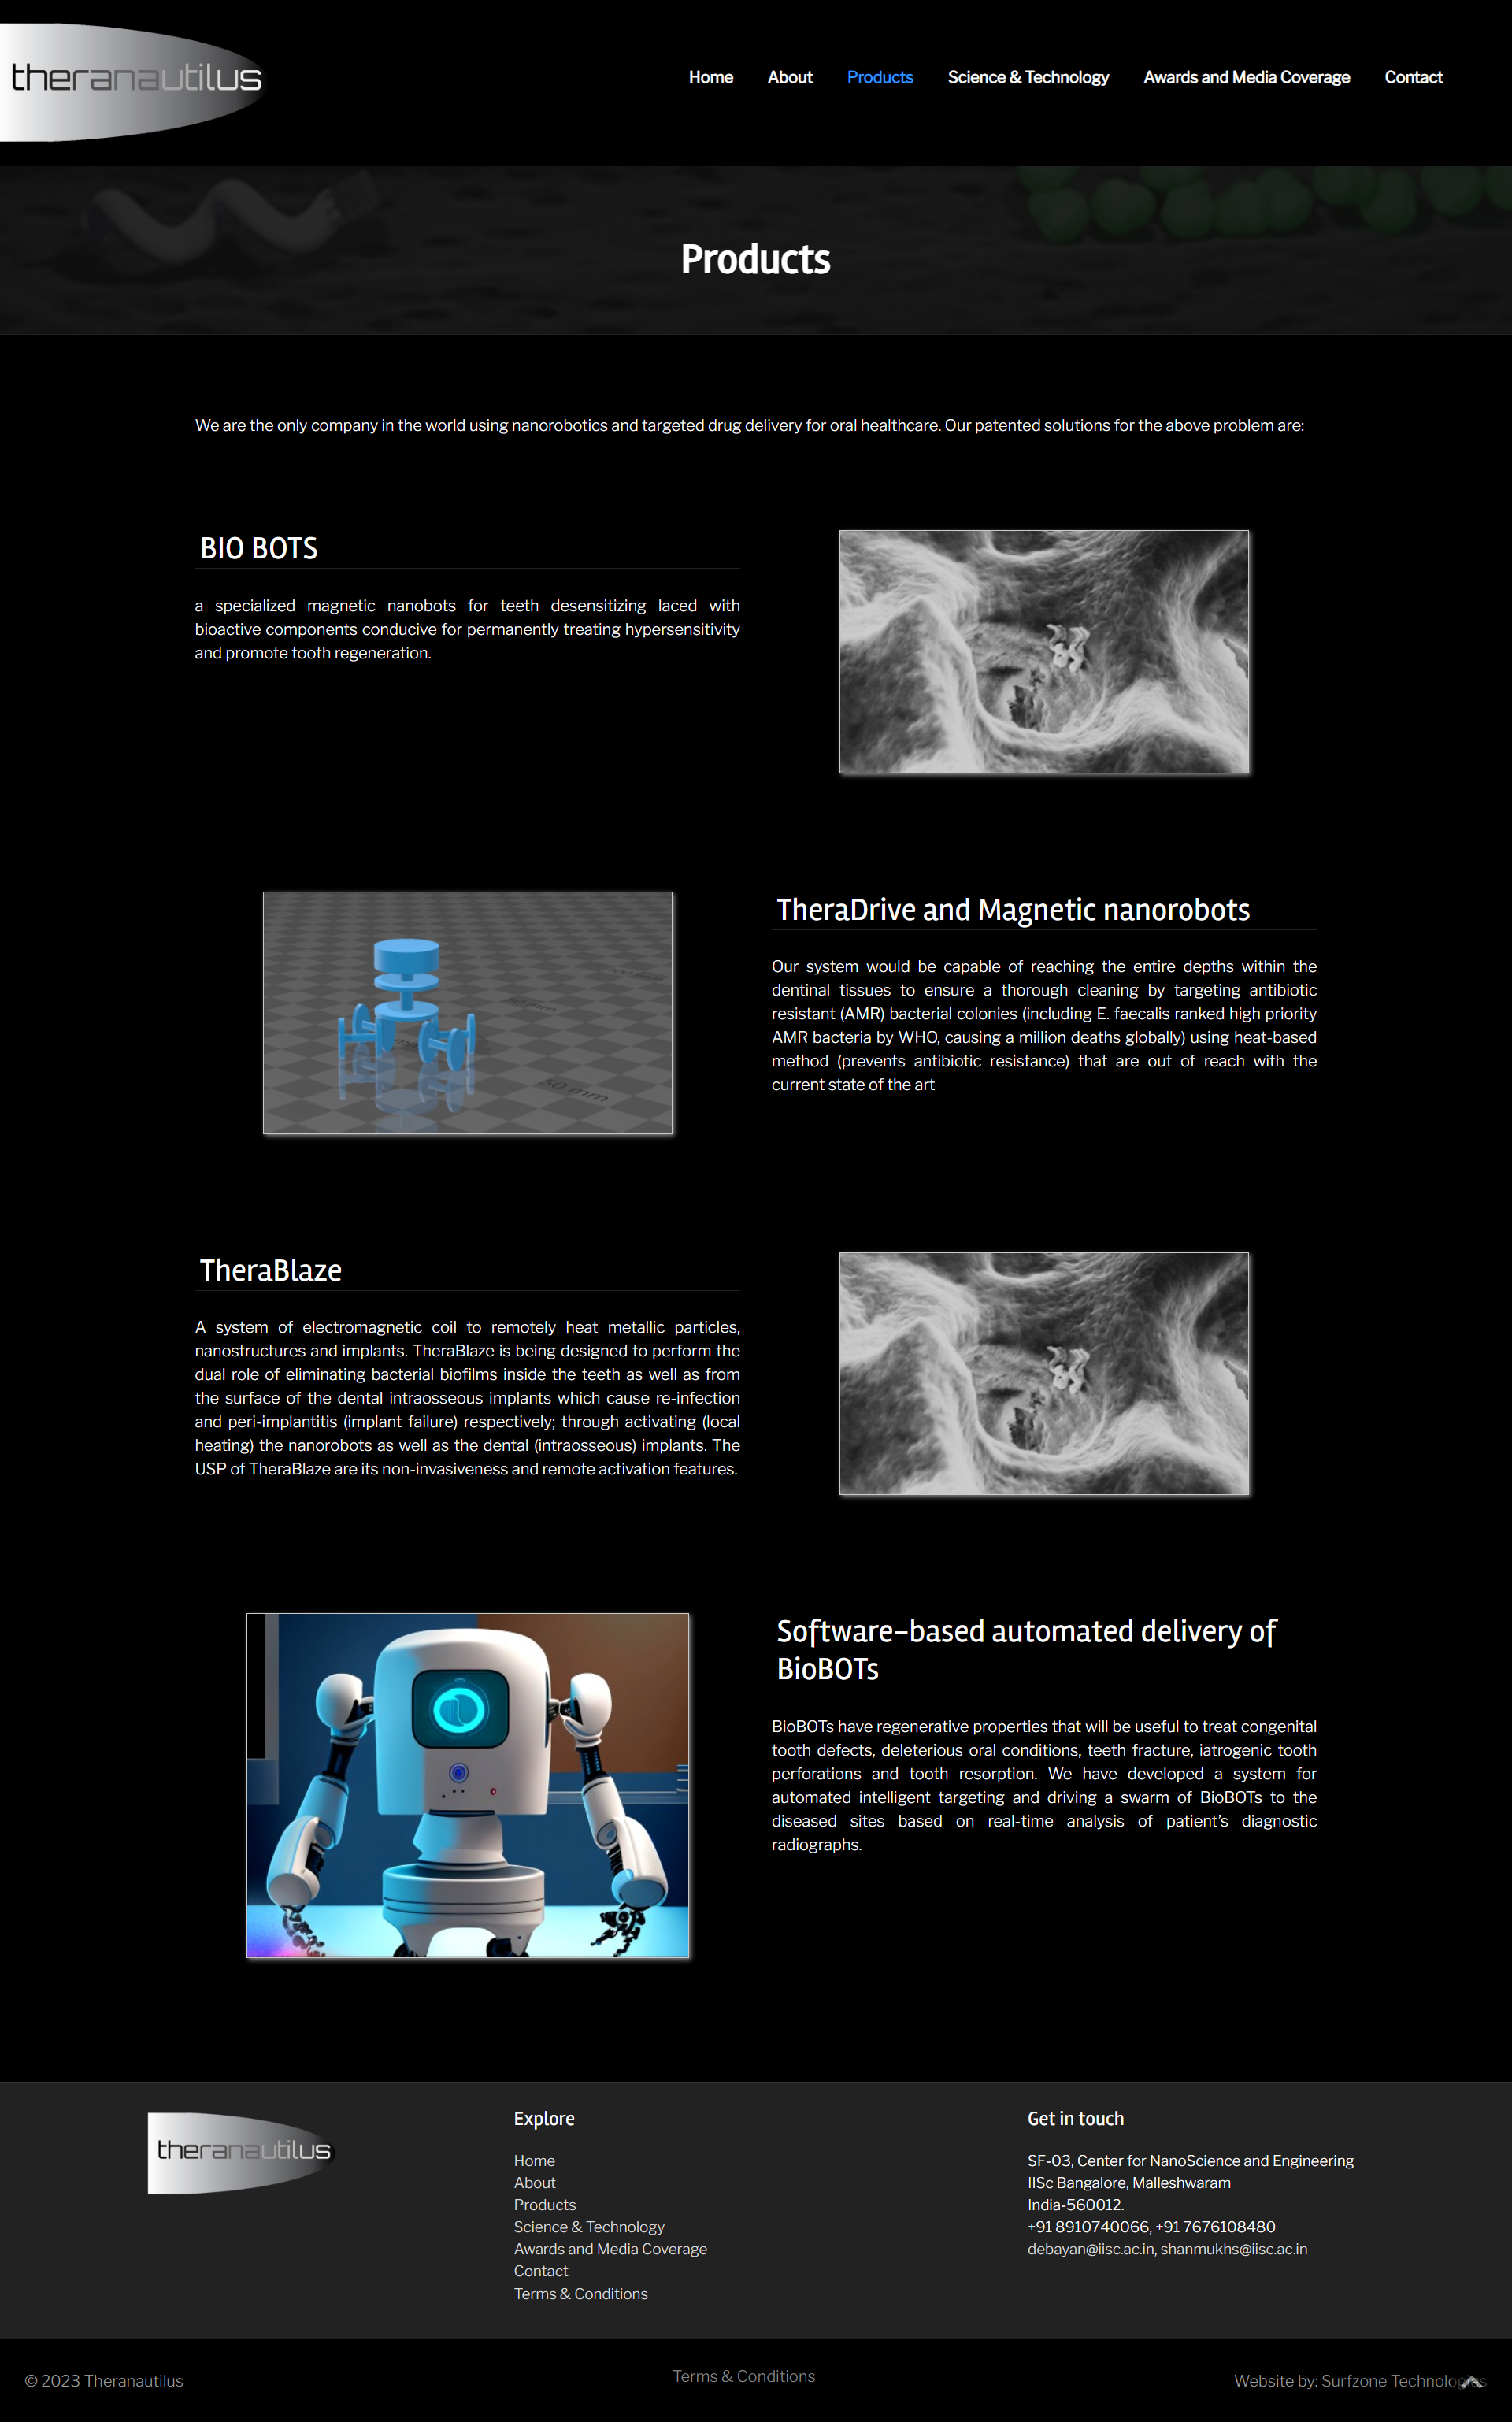 theranautilus
Home About Products Science & Technology Awards and Media Coverage Contact
Products
We are the only company in the world using nanorobotics and targeted drug delivery for oral healthcare. Our patented solutions for the above problem are:
BIO BOTS
a specialized magnetic nanobots for teeth desensitizing laced with
bioactive components conducive for permanently treating hypersensitivity
and promote tooth regeneration.
TheraDrive and Magnetic nanorobots
Our system would be capable of reaching the entire depths within the
dentinal tissues to ensure a thorough cleaning by targeting antibiotic
resistant (AMR) bacterial colonies (including E. faecalis ranked high priority
AMR bacteria by WHO, causing a million deaths globally) using heat-based
method (prevents antibiotic resistance) that are out of reach with the
current state of the art
50 mm
TheraBlaze
A system of electromagnetic coil to remotely heat metallic particles,
nanostructures and implants. TheraBlaze is being designed to perform the
dual role of eliminating bacterial biofilms inside the teeth as well as from
the surface of the dental intraosseous implants which cause re-infection
and peri-implantitis (implant failure) respectively; through activating (local
heating) the nanorobots as well as the dental (intraosseous) implants. The
USP of TheraBlaze are its non-invasiveness and remote activation features.
Software-based automated delivery of
BioBOTs
BioBOTs have regenerative properties that will be useful to treat congenital
tooth defects, deleterious oral conditions, teeth fracture, iatrogenic tooth
perforations and tooth resorption. We have developed a system for
automated intelligent targeting and driving a swarm of BioBOTs to the
diseased sites based on real-time analysis of patient's diagnostic
radiographs.
theranautilus
Explore
Home
About
Products
Science & Technology
Awards and Media Coverage
Contact
Terms & Conditions
Get in touch
SF-03, Center for NanoScience and Engineering
IISc Bangalore, Malleshwaram
India-560012.
+91 8910740066, +91 7676108480
debayan@iisc.ac.in, shanmukhs@iisc.ac.in
© 2023 Theranautilus
Terms & Conditions
Website by: Surfzone Technologies